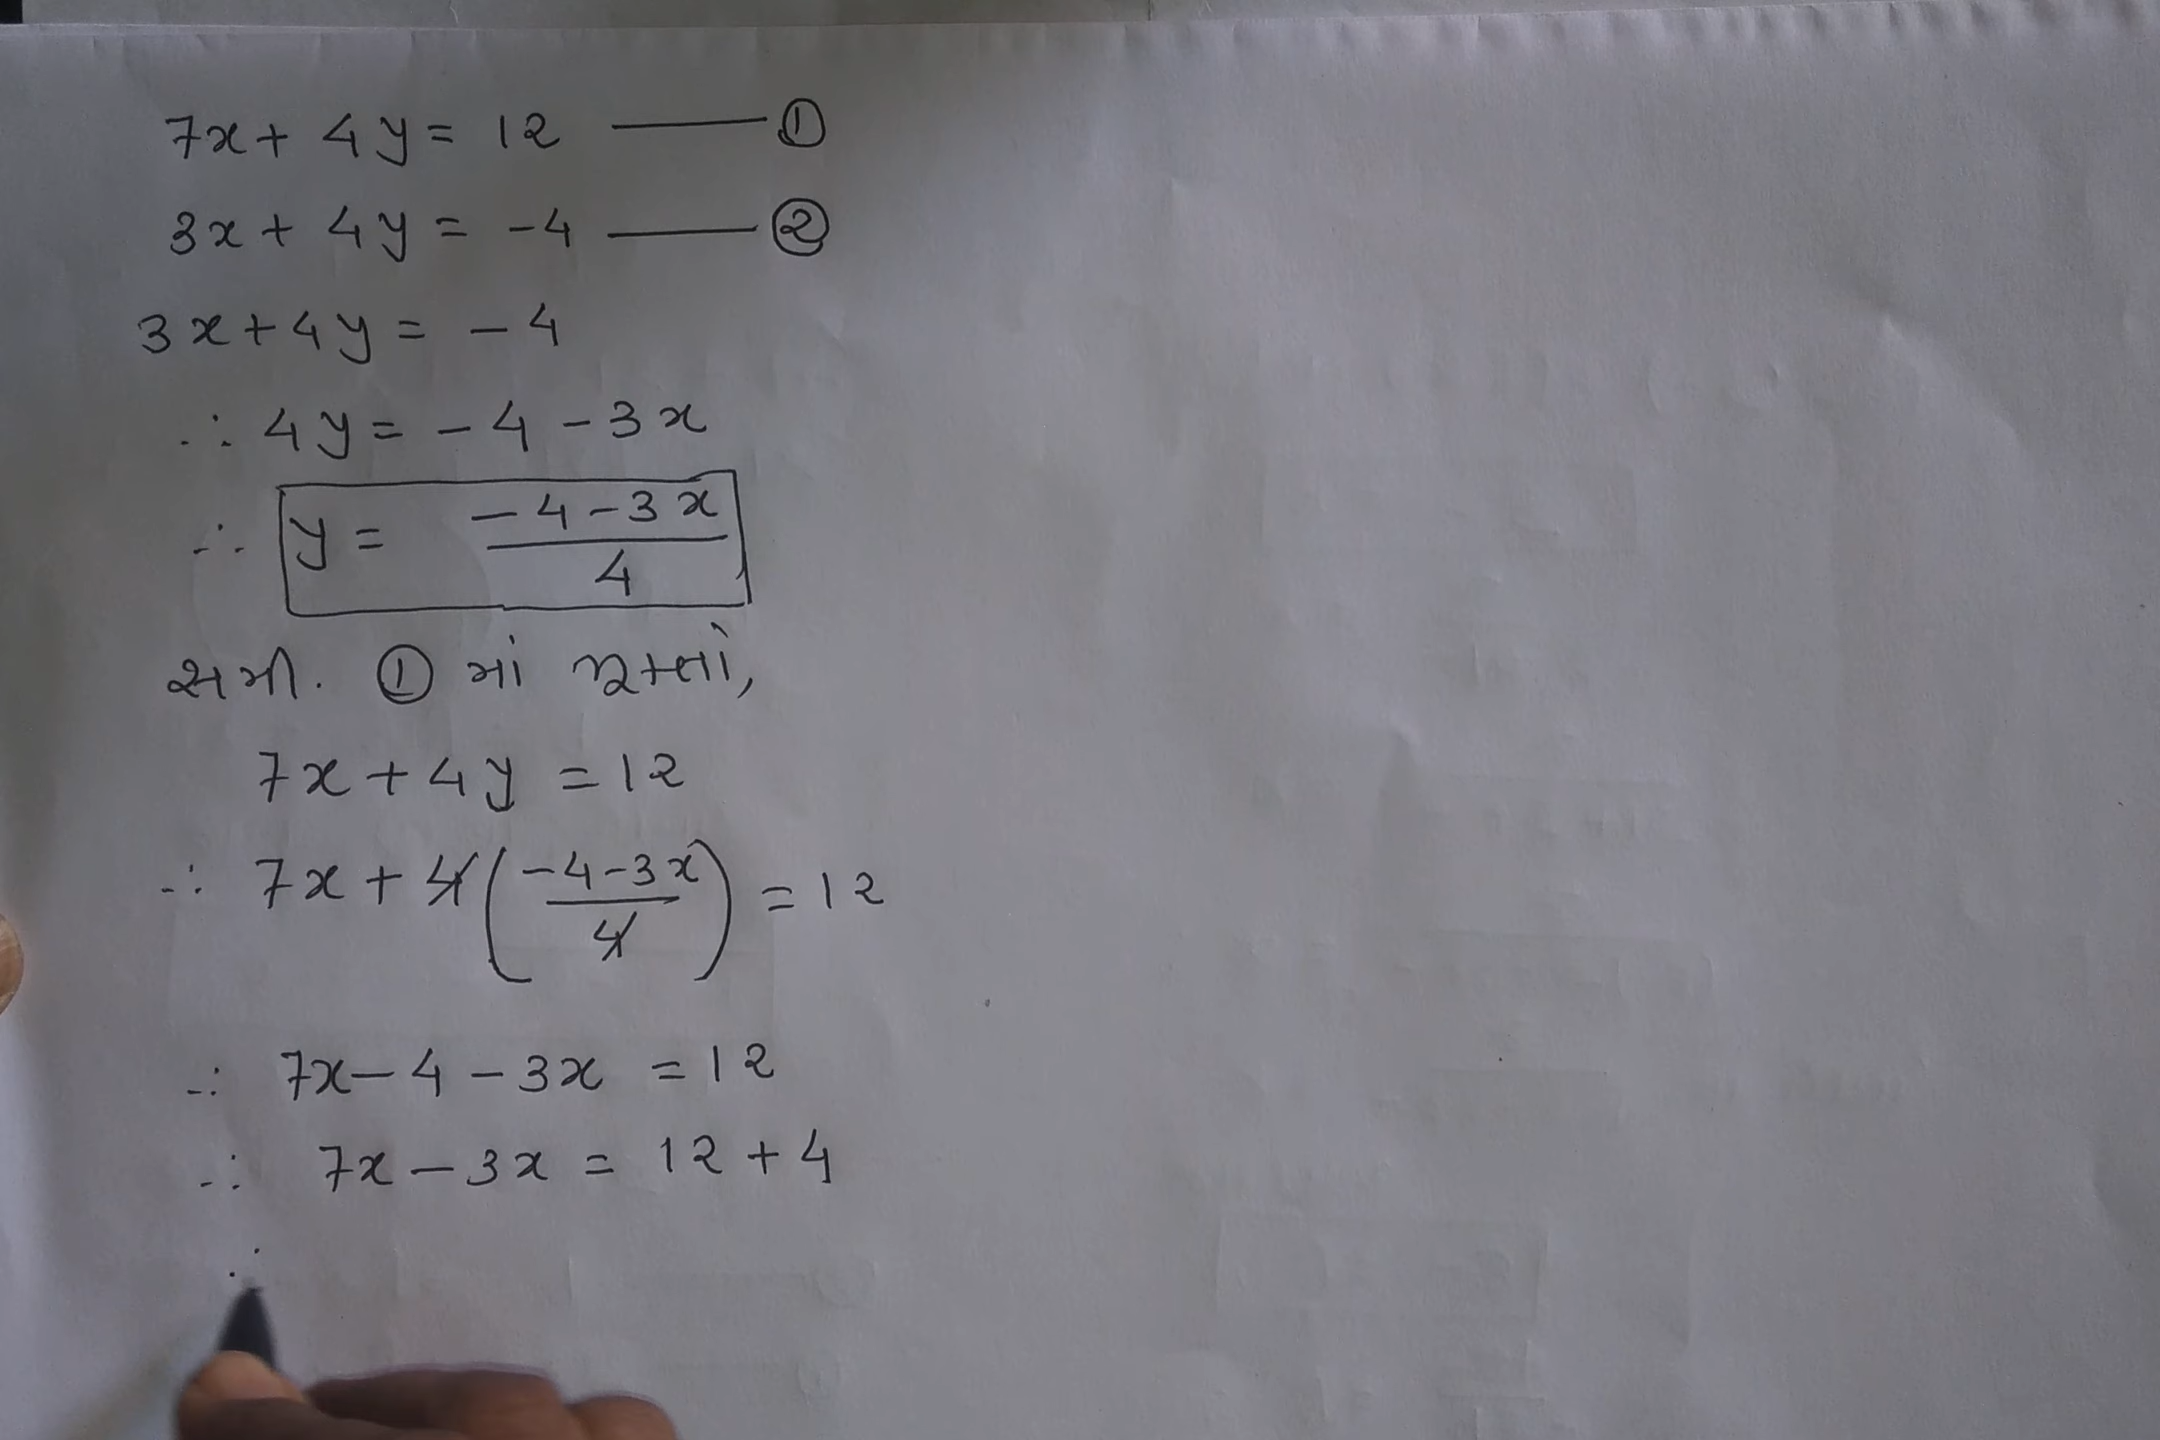 7x + 4y = 12 —— ①
3x + 4y = -4 —— ②
3x + 4y = -4
∴ 4y = -4 - 3x
∴ y = (-4 - 3x)/4
સમી. ① માં મૂકતાં,
7x + 4y = 12
∴ 7x + 4((-4 - 3x)/4) = 12
∴ 7x - 4 - 3x = 12
∴ 7x - 3x = 12 + 4
∴